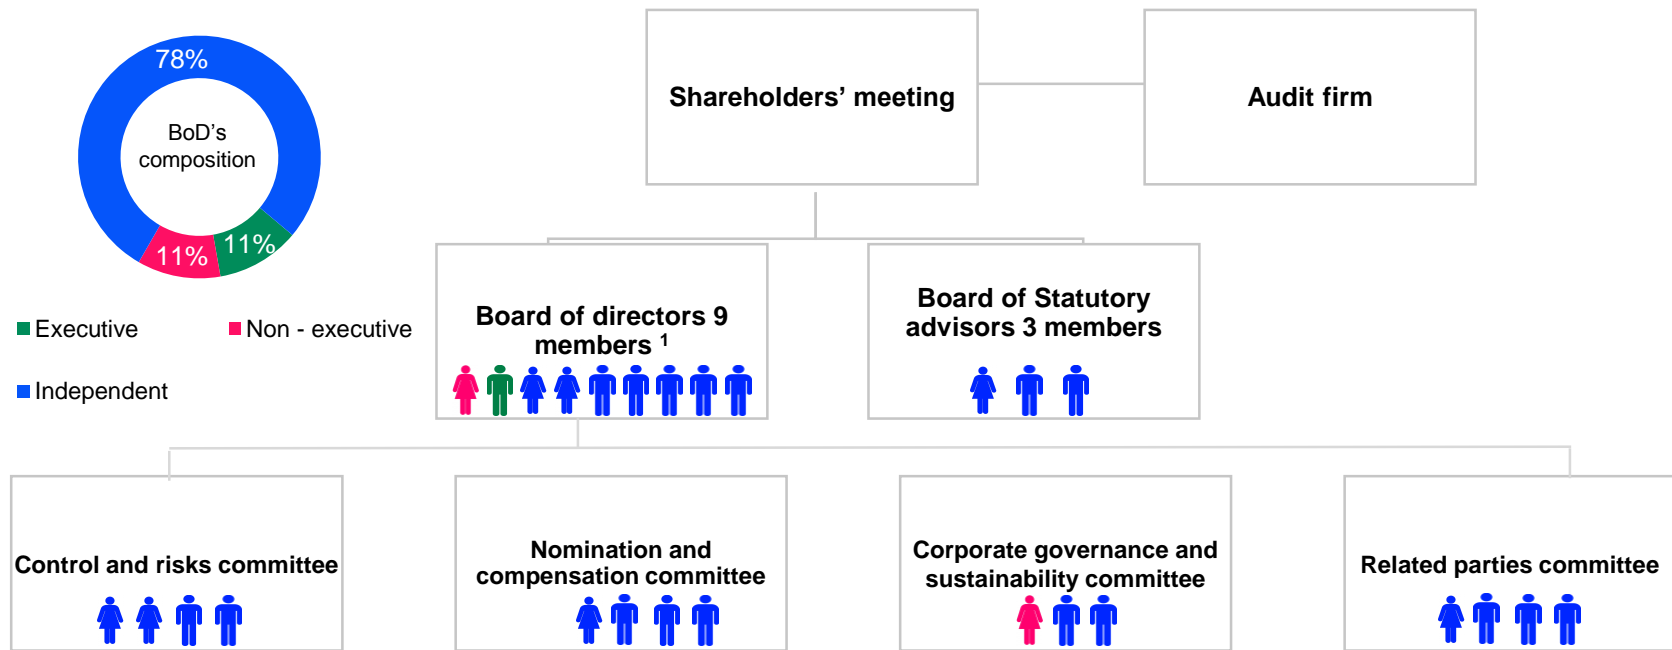 78%
BoD's
composition
11%
11%
Executive
Non - executive
Independent
Shareholders' meeting
Audit firm
Board of directors 9
members ¹
Board of Statutory
advisors 3 members
Control and risks committee
Nomination and
compensation committee
Corporate governance and
sustainability committee
Related parties committee